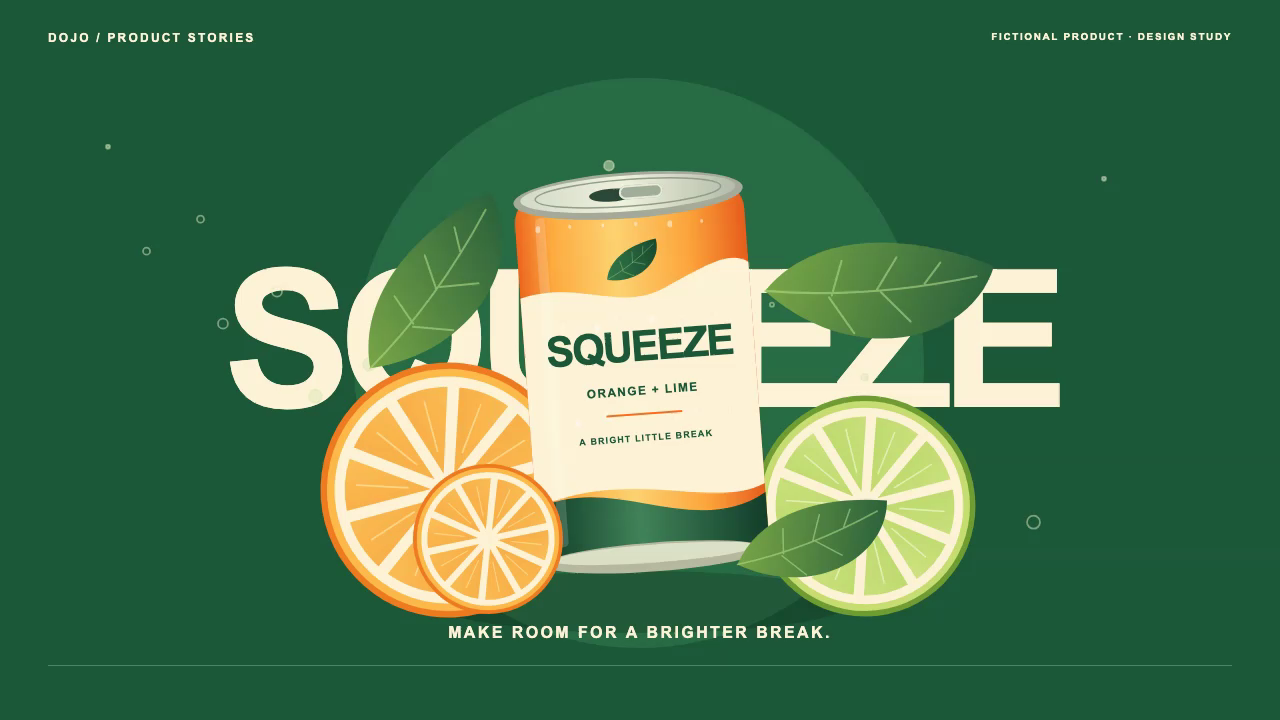 DOJO / PRODUCT STORIES
FICTIONAL PRODUCT · DESIGN STUDY
SQUEEZE
SQUEEZE
ORANGE + LIME
A BRIGHT LITTLE BREAK
MAKE ROOM FOR A BRIGHTER BREAK.